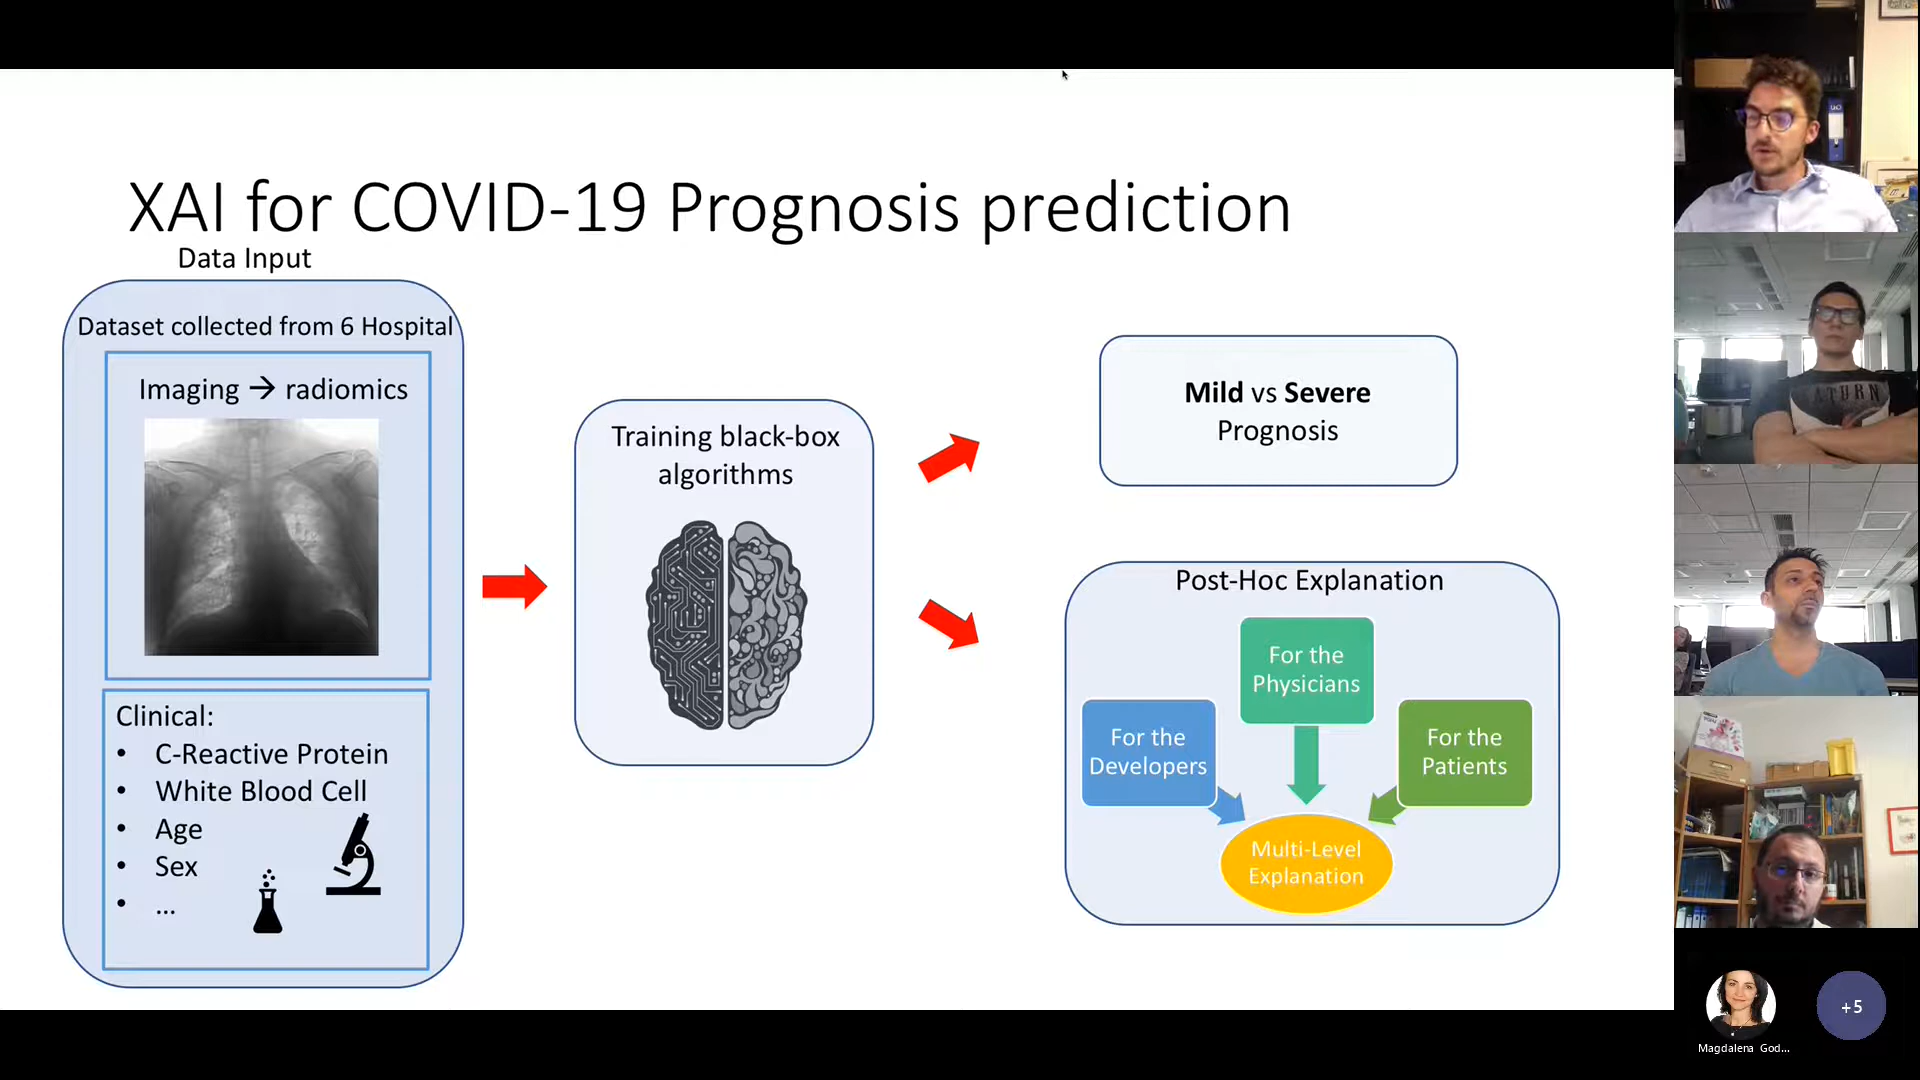 XAI for COVID-19 Prognosis prediction
Data Input
Dataset collected from 6 Hospital
Imaging → radiomics
Clinical:
• C-Reactive Protein
• White Blood Cell
• Age
• Sex
• ...
Training black-box
algorithms
Mild vs Severe
Prognosis
Post-Hoc Explanation
For the
Physicians
For the
Developers
For the
Patients
Multi-Level
Explanation
+5
Magdalena God...